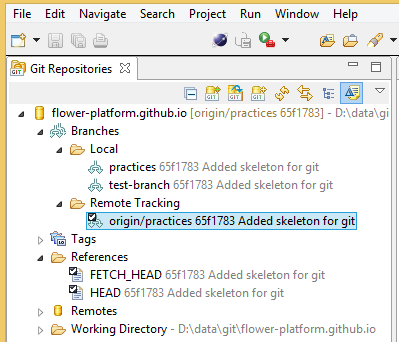 File Edit Navigate Search Project Run Window Help
Git Repositories
flower-platform.github.io [origin/practices 65f1783] - D:\data\gi
Branches
Local
practices 65f1783 Added skeleton for git
test-branch 65f1783 Added skeleton for git
Remote Tracking
origin/practices 65f1783 Added skeleton for git
Tags
References
FETCH_HEAD 65f1783 Added skeleton for git
HEAD 65f1783 Added skeleton for git
Remotes
Working Directory - D:\data\git\flower-platform.github.io